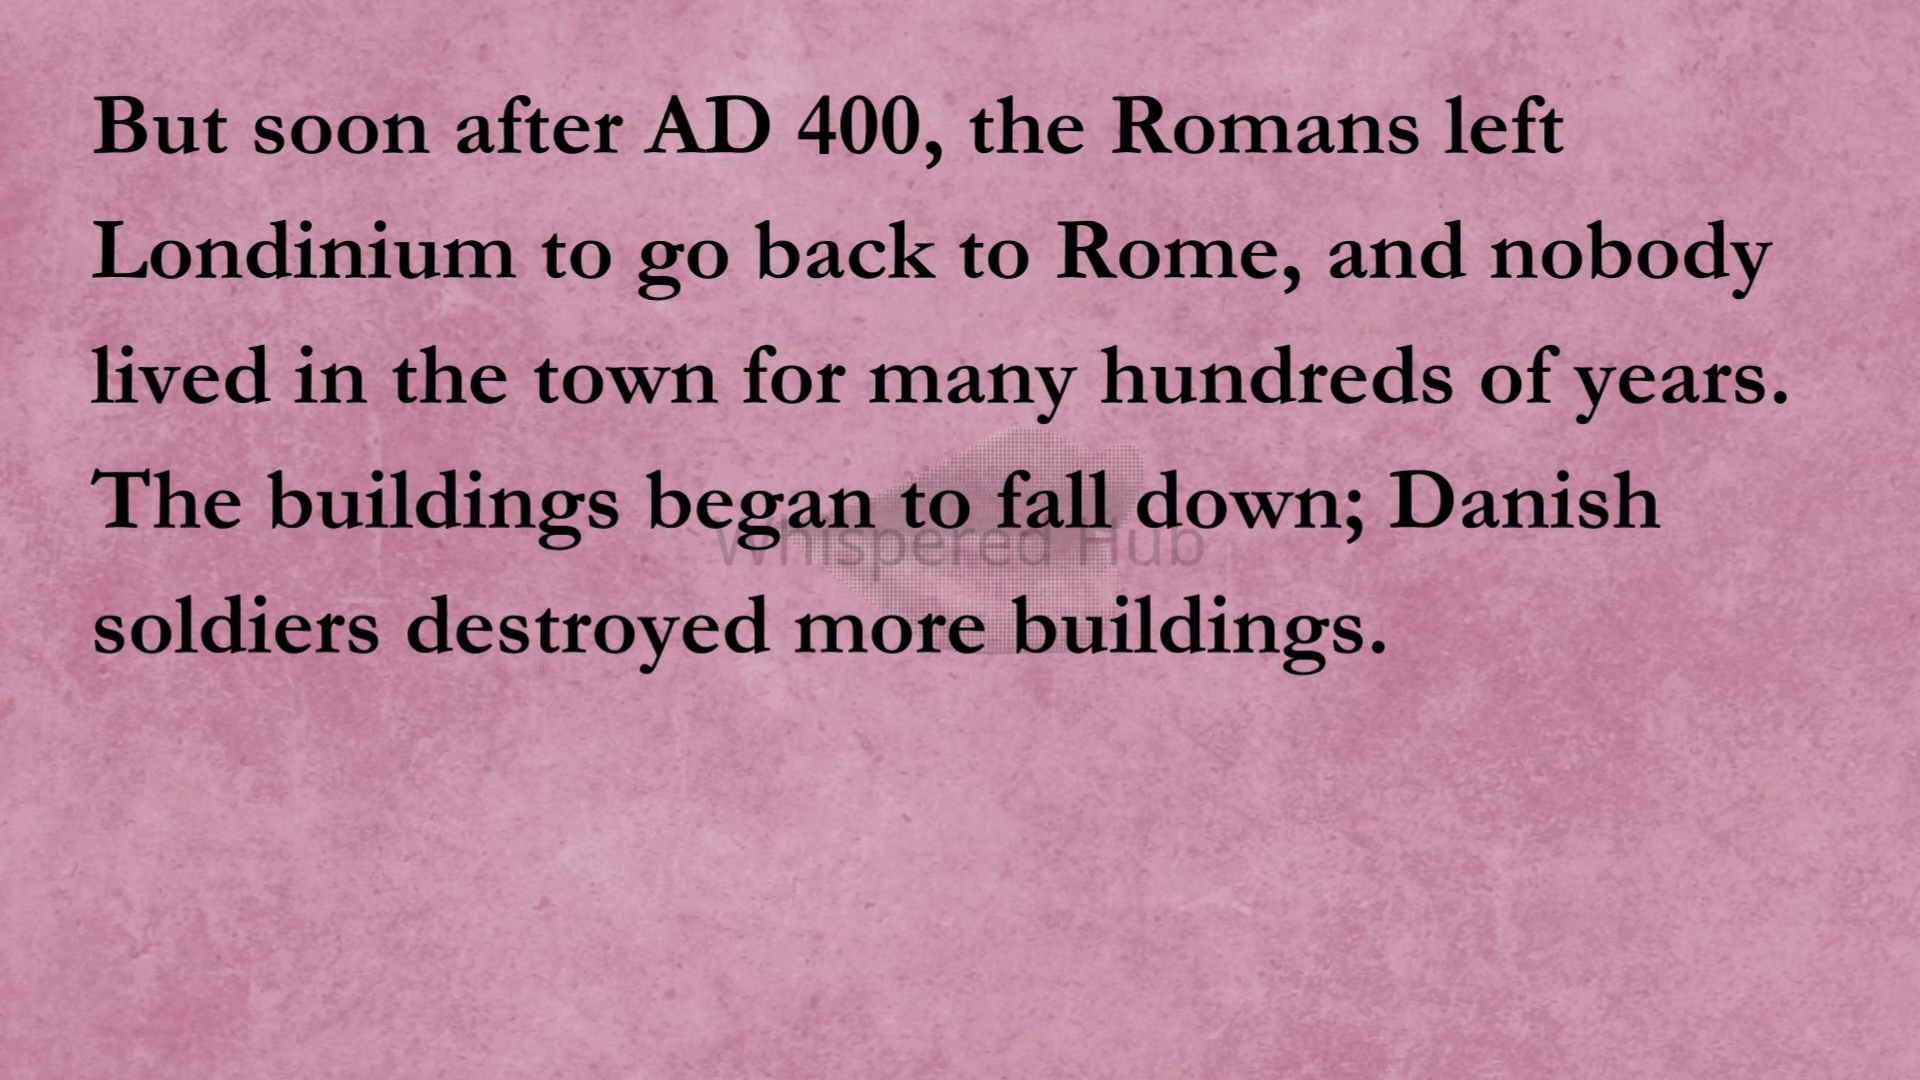 But soon after AD 400, the Romans left
Londinium to go back to Rome, and nobody
lived in the town for many hundreds of years.
The buildings began to fall down; Danish
Whispered Hub
soldiers destroyed more buildings.